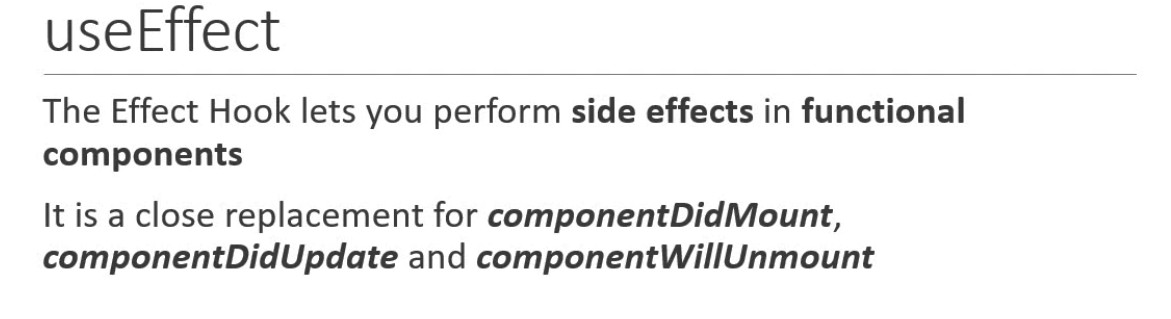 useEffect
The Effect Hook lets you perform side effects in functional
components
It is a close replacement for componentDidMount,
componentDidUpdate and componentWillUnmount